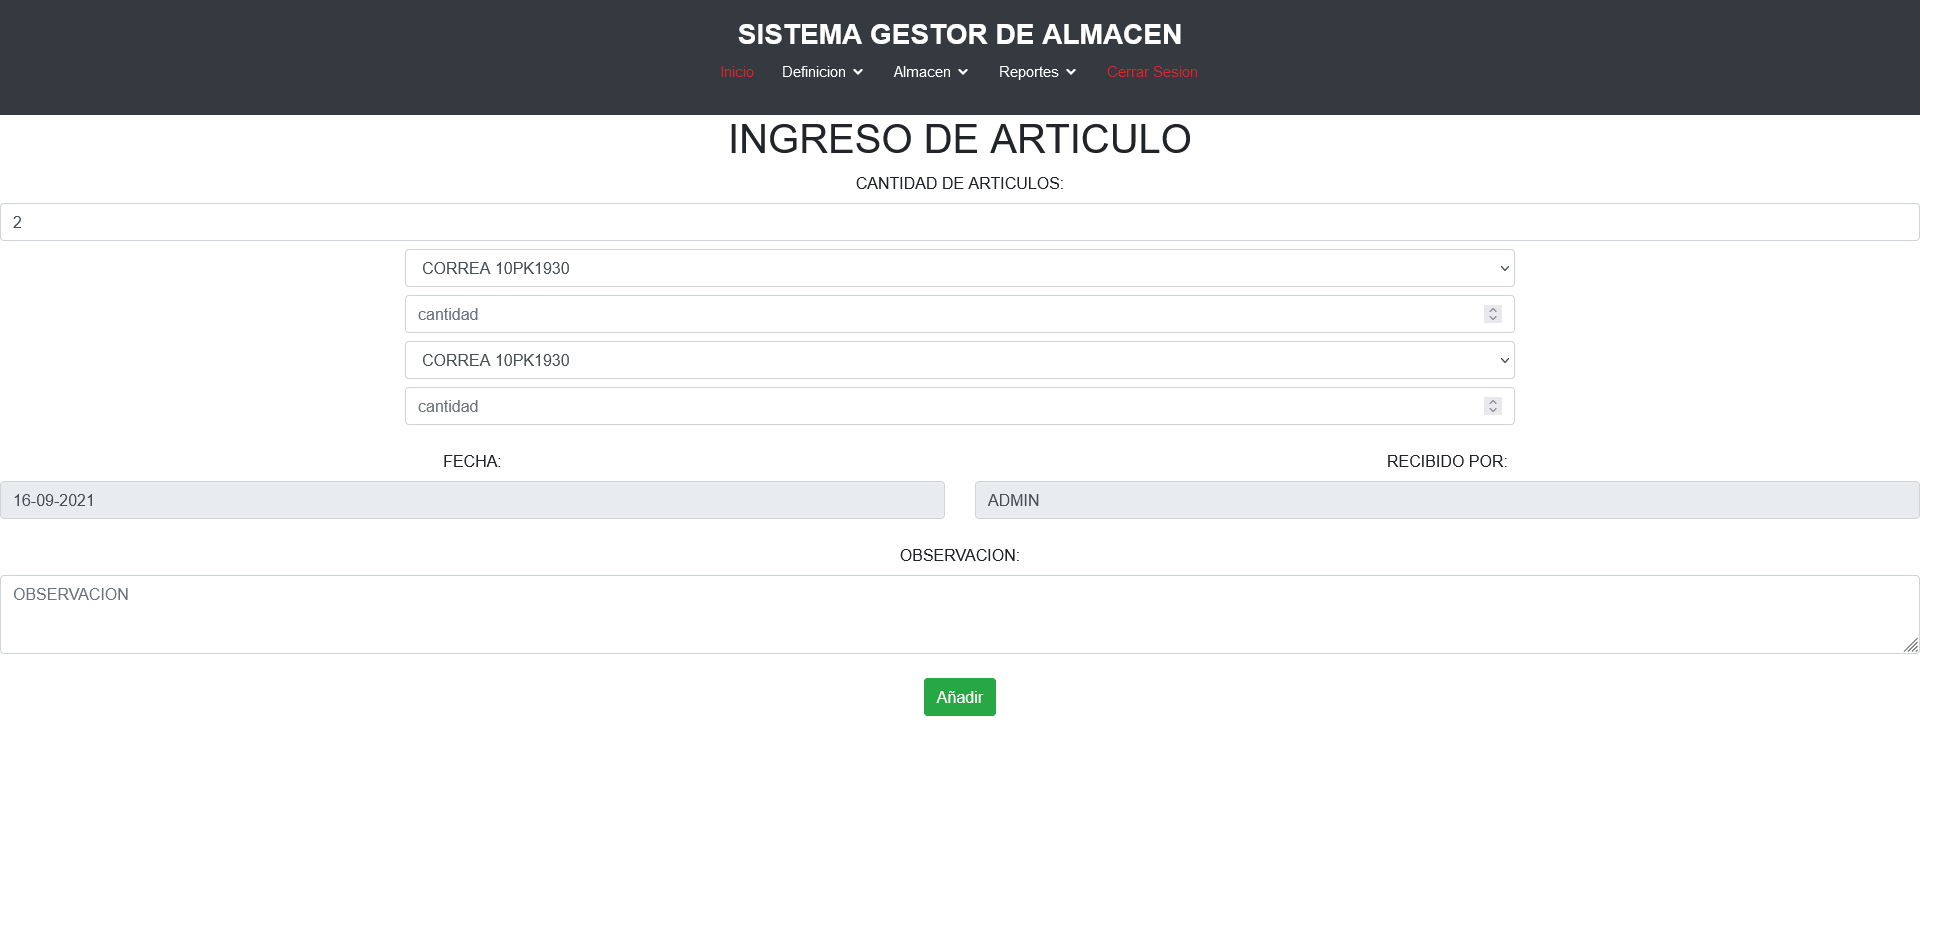 SISTEMA GESTOR DE ALMACEN
Inicio Definicion Almacen Reportes Cerrar Sesion
INGRESO DE ARTICULO
CANTIDAD DE ARTICULOS:
2
CORREA 10PK1930
cantidad
CORREA 10PK1930
cantidad
FECHA: RECIBIDO POR:
16-09-2021 ADMIN
OBSERVACION:
OBSERVACION
Añadir